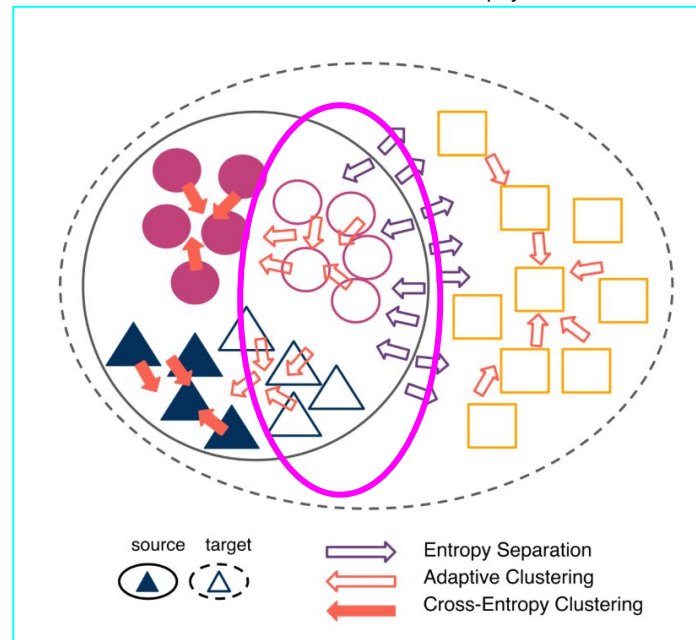 source target
Entropy Separation
Adaptive Clustering
Cross-Entropy Clustering